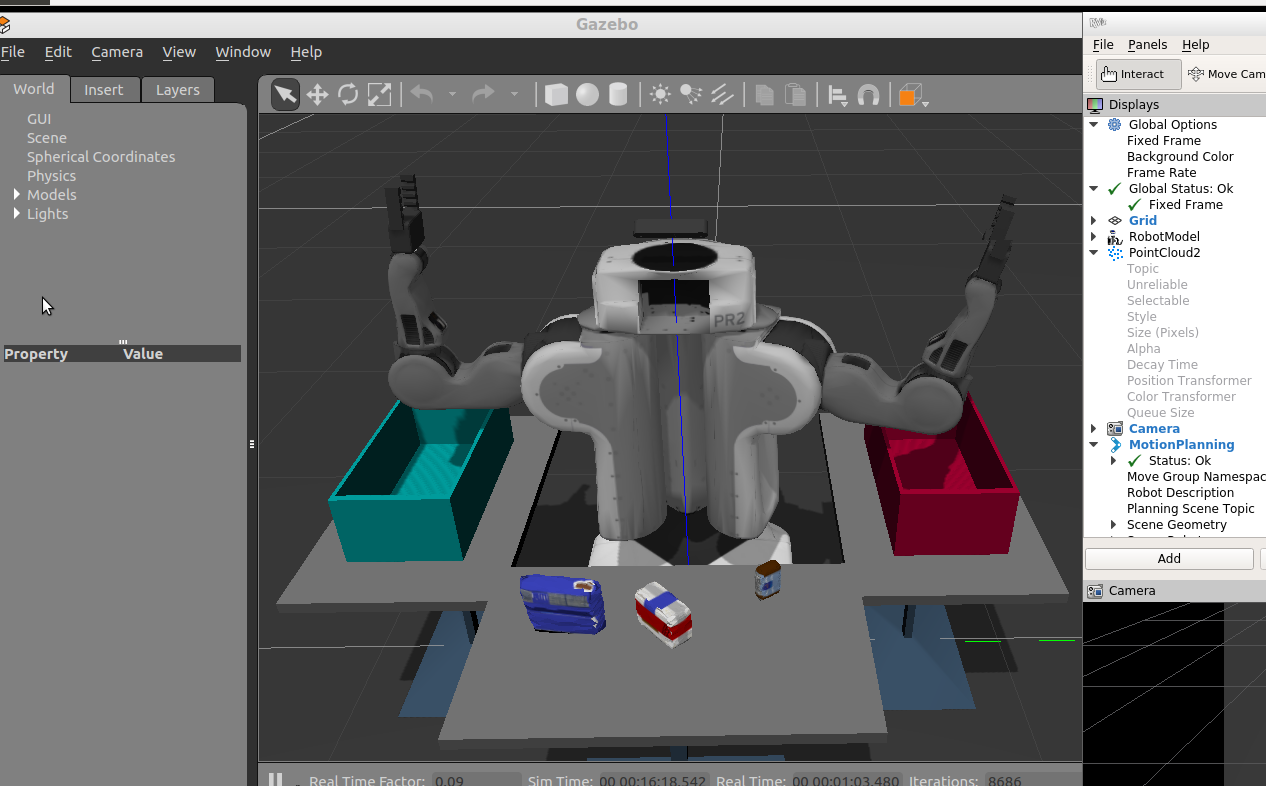 Gazebo
File Edit Camera View Window Help
World Insert Layers
GUI
Scene
Spherical Coordinates
Physics
Models
Lights
Property Value
PR2
Real Time Factor: 0.09 Sim Time: 00 00:16:18.542 Real Time: 00 00:01:03.480 Iterations: 8686
RViz
File Panels Help
Interact Move Cam
Displays
Global Options
Fixed Frame
Background Color
Frame Rate
Global Status: Ok
Fixed Frame
Grid
RobotModel
PointCloud2
Topic
Unreliable
Selectable
Style
Size (Pixels)
Alpha
Decay Time
Position Transformer
Color Transformer
Queue Size
Camera
MotionPlanning
Status: Ok
Move Group Namespac
Robot Description
Planning Scene Topic
Scene Geometry
Add
Camera